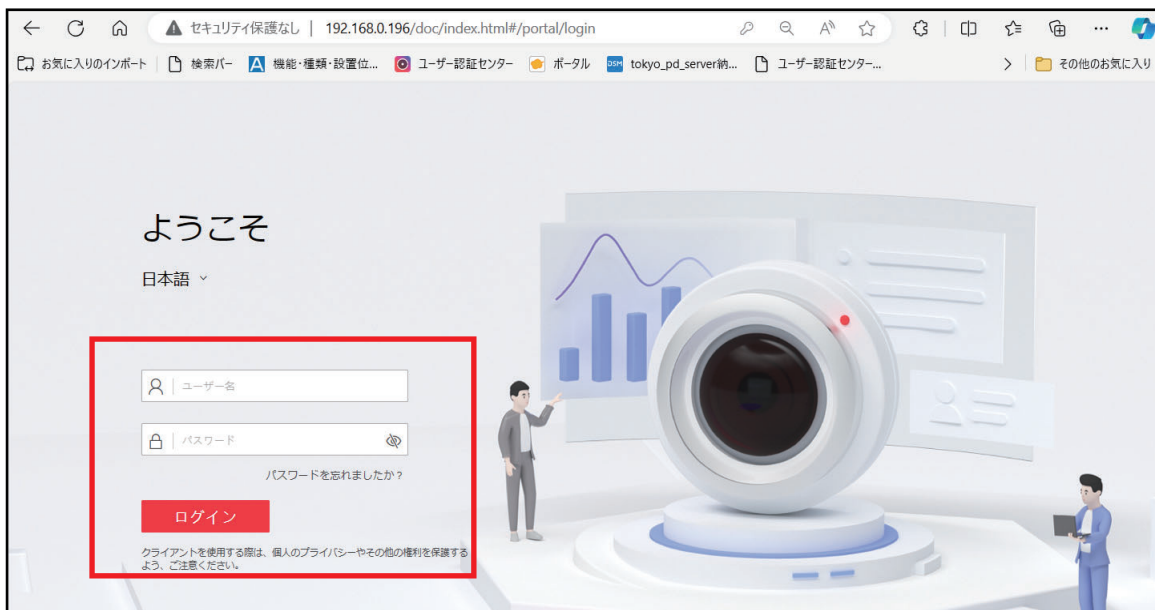 セキュリティ保護なし | 192.168.0.196/doc/index.html#/portal/login
お気に入りのインポート 検索バー 機能・種類・設置位... ユーザー認証センター ポータル DSM tokyo_pd_server納... ユーザー認証センター... その他のお気に入り
ようこそ
日本語
ユーザー名
パスワード
パスワードを忘れましたか?
ログイン
クライアントを使用する際は、個人のプライバシーやその他の権利を保護する
よう、ご注意ください。